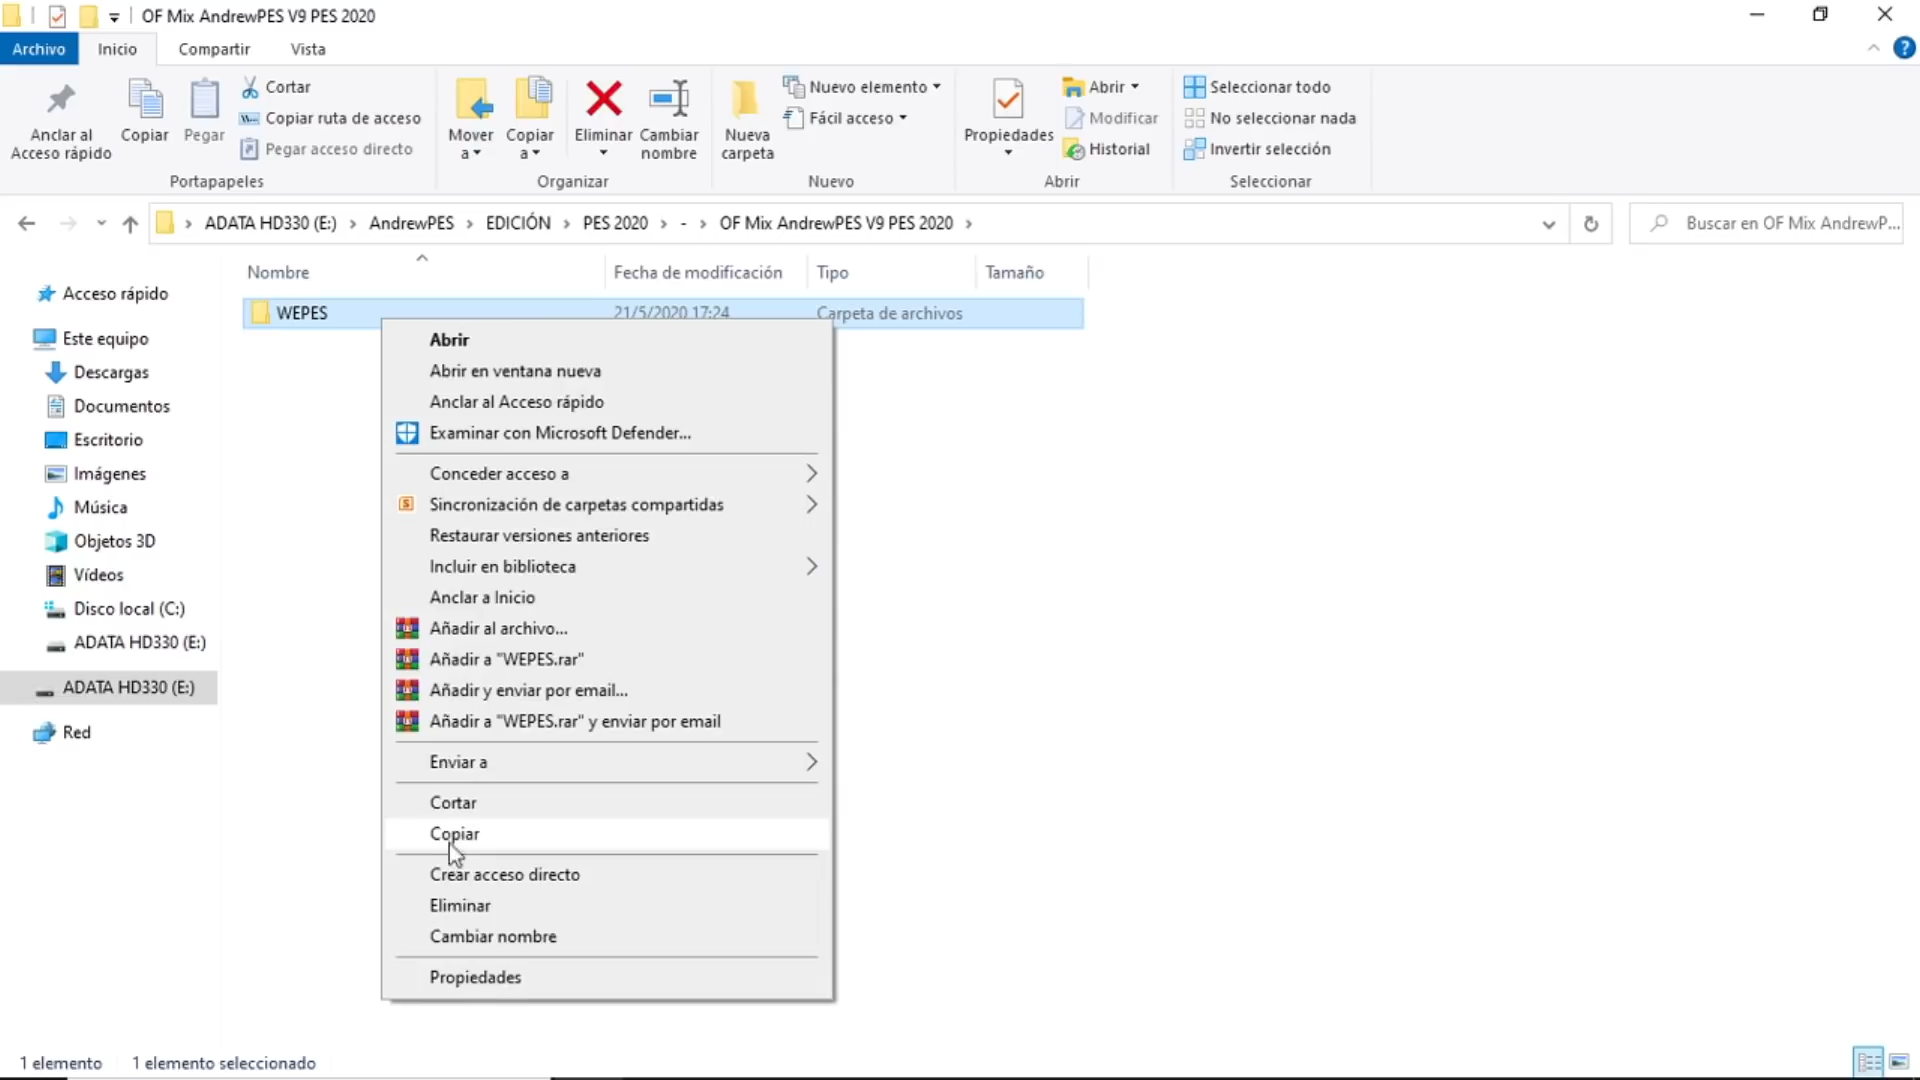 OF Mix AndrewPES V9 PES 2020
Archivo Inicio Compartir Vista
Anclar al Acceso rápido
Copiar
Pegar
Cortar
Copiar ruta de acceso
Pegar acceso directo
Portapapeles
Mover a
Copiar a
Eliminar
Cambiar nombre
Organizar
Nueva carpeta
Nuevo elemento
Fácil acceso
Nuevo
Propiedades
Abrir
Modificar
Historial
Abrir
Seleccionar todo
No seleccionar nada
Invertir selección
Seleccionar
ADATA HD330 (E:) > AndrewPES > EDICIÓN > PES 2020 > - > OF Mix AndrewPES V9 PES 2020 >
Buscar en OF Mix AndrewP...
Nombre Fecha de modificación Tipo Tamaño
WEPES 21/5/2020 17:24 Carpeta de archivos
Acceso rápido
Este equipo
Descargas
Documentos
Escritorio
Imágenes
Música
Objetos 3D
Vídeos
Disco local (C:)
ADATA HD330 (E:)
ADATA HD330 (E:)
Red
Abrir
Abrir en ventana nueva
Anclar al Acceso rápido
Examinar con Microsoft Defender...
Conceder acceso a
Sincronización de carpetas compartidas
Restaurar versiones anteriores
Incluir en biblioteca
Anclar a Inicio
Añadir al archivo...
Añadir a "WEPES.rar"
Añadir y enviar por email...
Añadir a "WEPES.rar" y enviar por email
Enviar a
Cortar
Copiar
Crear acceso directo
Eliminar
Cambiar nombre
Propiedades
1 elemento 1 elemento seleccionado